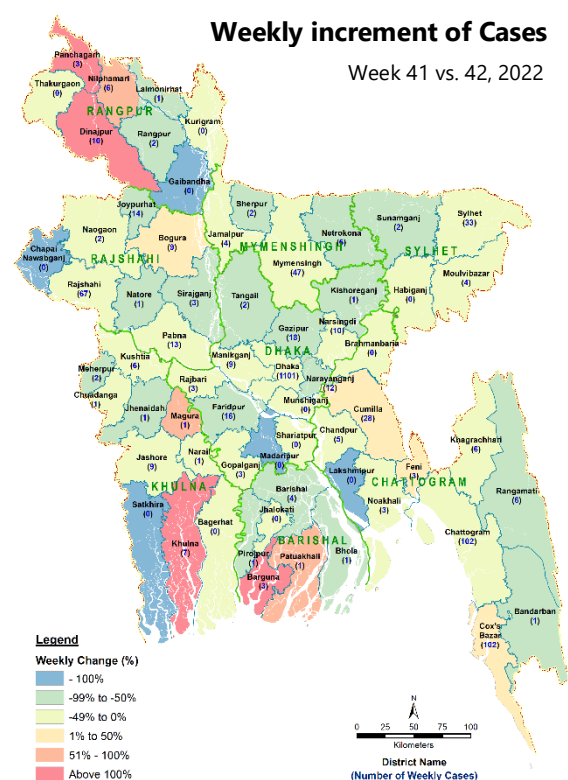 Weekly increment of Cases
Week 41 vs. 42, 2022
Panchagarh
(3)
Nilphamari
(6)
Lalmonirhat
(1)
Thakurgaon
(0)
RANGPUR
Kurigram
(0)
Dinajpur
(10)
Rangpur
(2)
Gaibandha
(0)
Joypurhat
(14)
Sherpur
(2)
Netrokona
Sunamganj
(2)
Sylhet
(33)
Naogaon
(2)
Bogura
(9)
Jamalpur
(4)
MYMENSHINGH
SYLHET
Chapai
Nawabganj
(0)
RAJSHAHI
Mymensingh
(47)
Moulvibazar
(4)
Rajshahi
(67)
Natore
(1)
Sirajganj
(3)
Tangail
(2)
Kishoreganj
(1)
Habiganj
(0)
Gazipur
(18)
Narsingdi
(10)
Pabna
(13)
DHAKA
Brahmanbaria
(0)
Kushtia
(6)
Manikganj
(9)
Dhaka
(1101)
Meherpur
(2)
Rajbari
(3)
Narayanganj
(12)
Chuadanga
(1)
Munshiganj
(0)
Jhenaidah
(1)
Magura
(1)
Faridpur
(16)
Cumilla
(28)
Shariatpur
(0)
Chandpur
(5)
Khagrachhari
(6)
Jashore
(9)
Narail
(1)
Gopalganj
(3)
Madaripur
(0)
Lakshmipur
(0)
Feni
(3)
KHULNA
Barishal
(4)
CHATTOGRAM
Rangamati
(6)
Satkhira
(0)
Bagerhat
(0)
Jhalokati
(0)
Noakhali
(3)
Khulna
(7)
BARISHAL
Chattogram
(102)
Pirojpur
(1)
Patuakhali
(1)
Bhola
(1)
Barguna
(3)
Bandarban
(1)
Cox's
Bazar
(102)
Legend
Weekly Change (%)
- 100%
-99% to -50%
-49% to 0%
1% to 50%
51% - 100%
Above 100%
N
0 25 50 75 100
Kilometers
District Name
(Number of Weekly Cases)